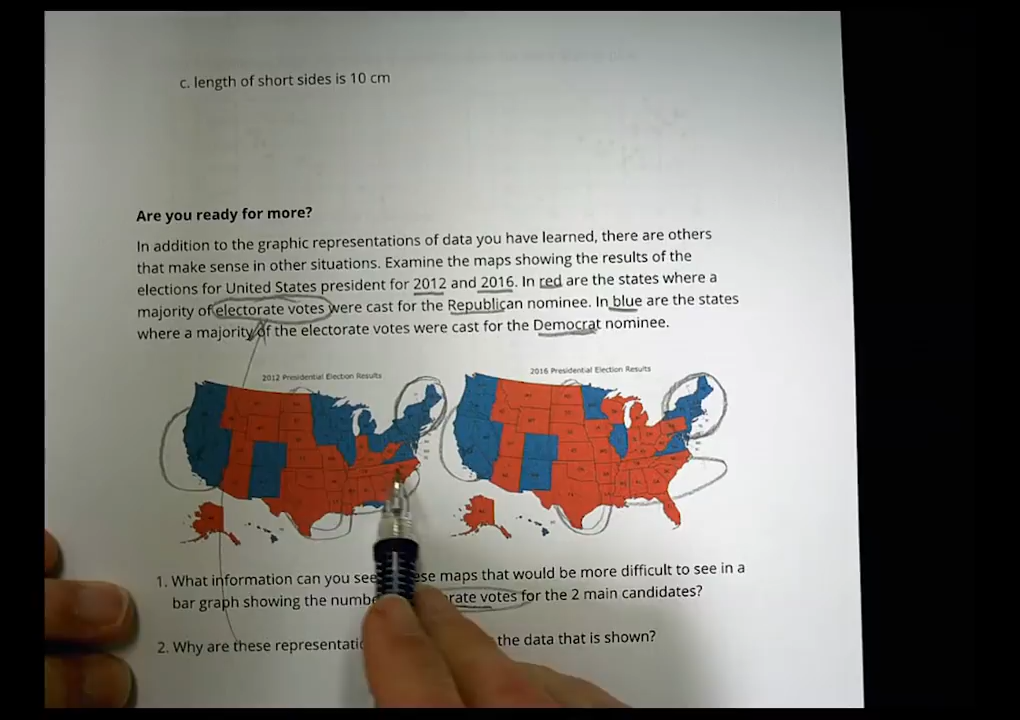 c. length of short sides is 10 cm
Are you ready for more?
In addition to the graphic representations of data you have learned, there are others
that make sense in other situations. Examine the maps showing the results of the
elections for United States president for 2012 and 2016. In red are the states where a
majority of electorate votes were cast for the Republican nominee. In blue are the states
where a majority of the electorate votes were cast for the Democrat nominee.
2012 Presidential Election Results
2016 Presidential Election Results
1. What information can you see ese maps that would be more difficult to see in a
bar graph showing the numbe rate votes for the 2 main candidates?
2. Why are these representatio the data that is shown?